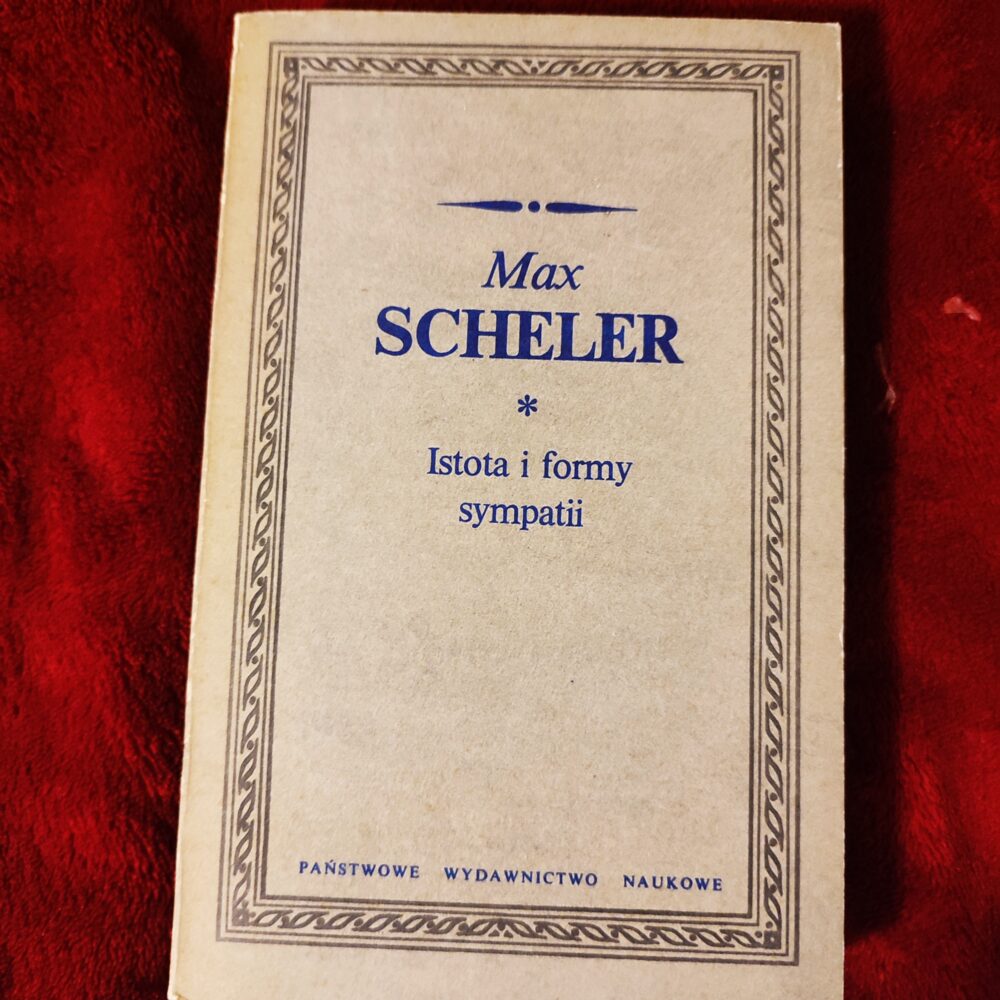 Max
SCHELER
*
Istota i formy
sympatii
PAŃSTWOWE WYDAWNICTWO NAUKOWE